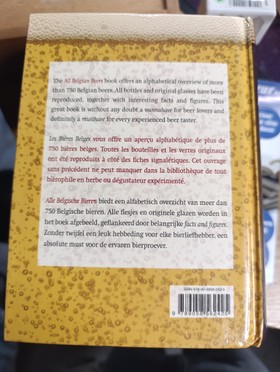 The All Belgian Beers book offers an alphabetical overview of more
than 750 Belgian beers. All bottles and original glasses have been
reproduced, together with interesting facts and figures. This
great book is without any doubt a musthave for beer lovers and
definitely a musthave for every experienced beer taster.
Les Bières Belges vous offre un aperçu alphabétique de plus de
750 bières belges. Toutes les bouteilles et les verres originaux
ont été reproduits à côté des fiches signalétiques. Cet ouvrage
sans précédent ne peut manquer dans la bibliothèque de tout
biérophile en herbe ou dégustateur expérimenté.
Alle Belgische Bieren biedt een alfabetisch overzicht van meer dan
750 Belgische bieren. Alle flesjes en originele glazen worden in
het boek afgebeeld, geflankeerd door belangrijke facts and figures.
Zonder twijfel een leuk hebbeding voor elke bierliefhebber, een
absolute must voor de ervaren bierproever.